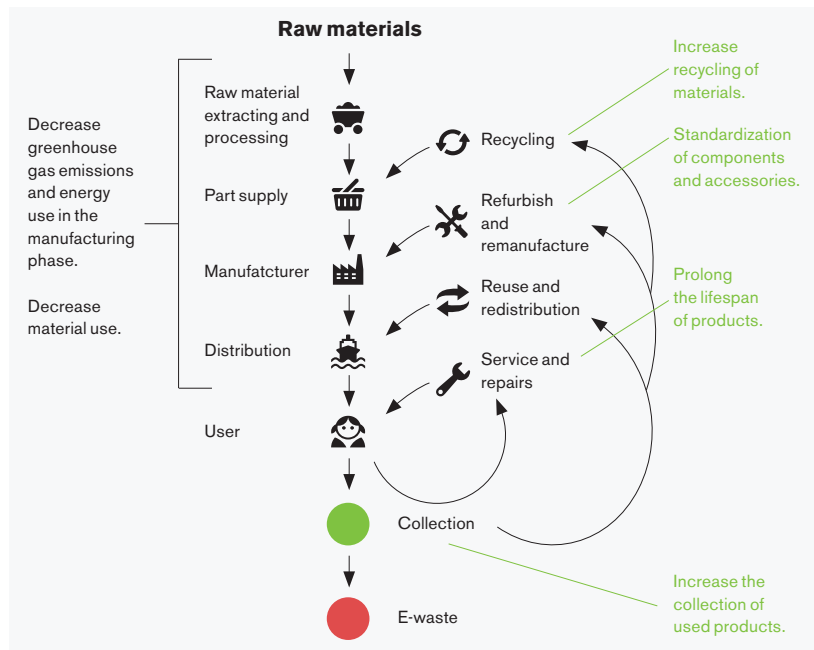 Raw materials
Decrease
greenhouse
gas emissions
and energy
use in the
manufacturing
phase.
Decrease
material use.
Raw material
extracting and
processing
Part supply
Manufatcturer
Distribution
User
Collection
E-waste
Recycling
Refurbish
and
remanufacture
Reuse and
redistribution
Service and
repairs
Increase
recycling of
materials.
Standardization
of components
and accessories.
Prolong
the lifespan
of products.
Increase the
collection of
used products.